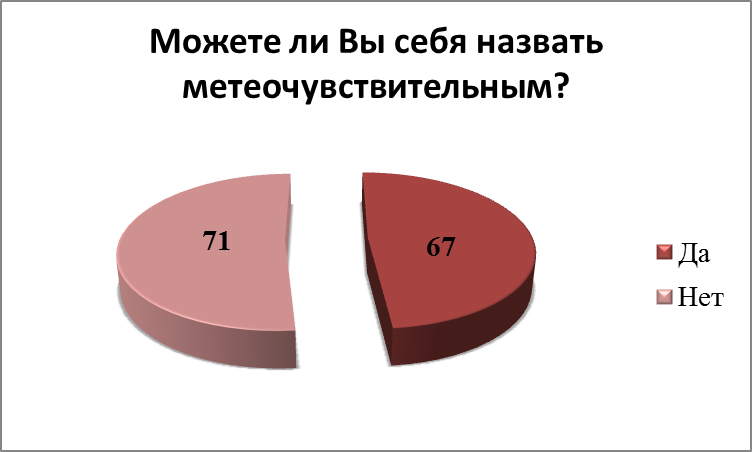 Можете ли Вы себя назвать
метеочувствительным?
71
67
Да
Нет